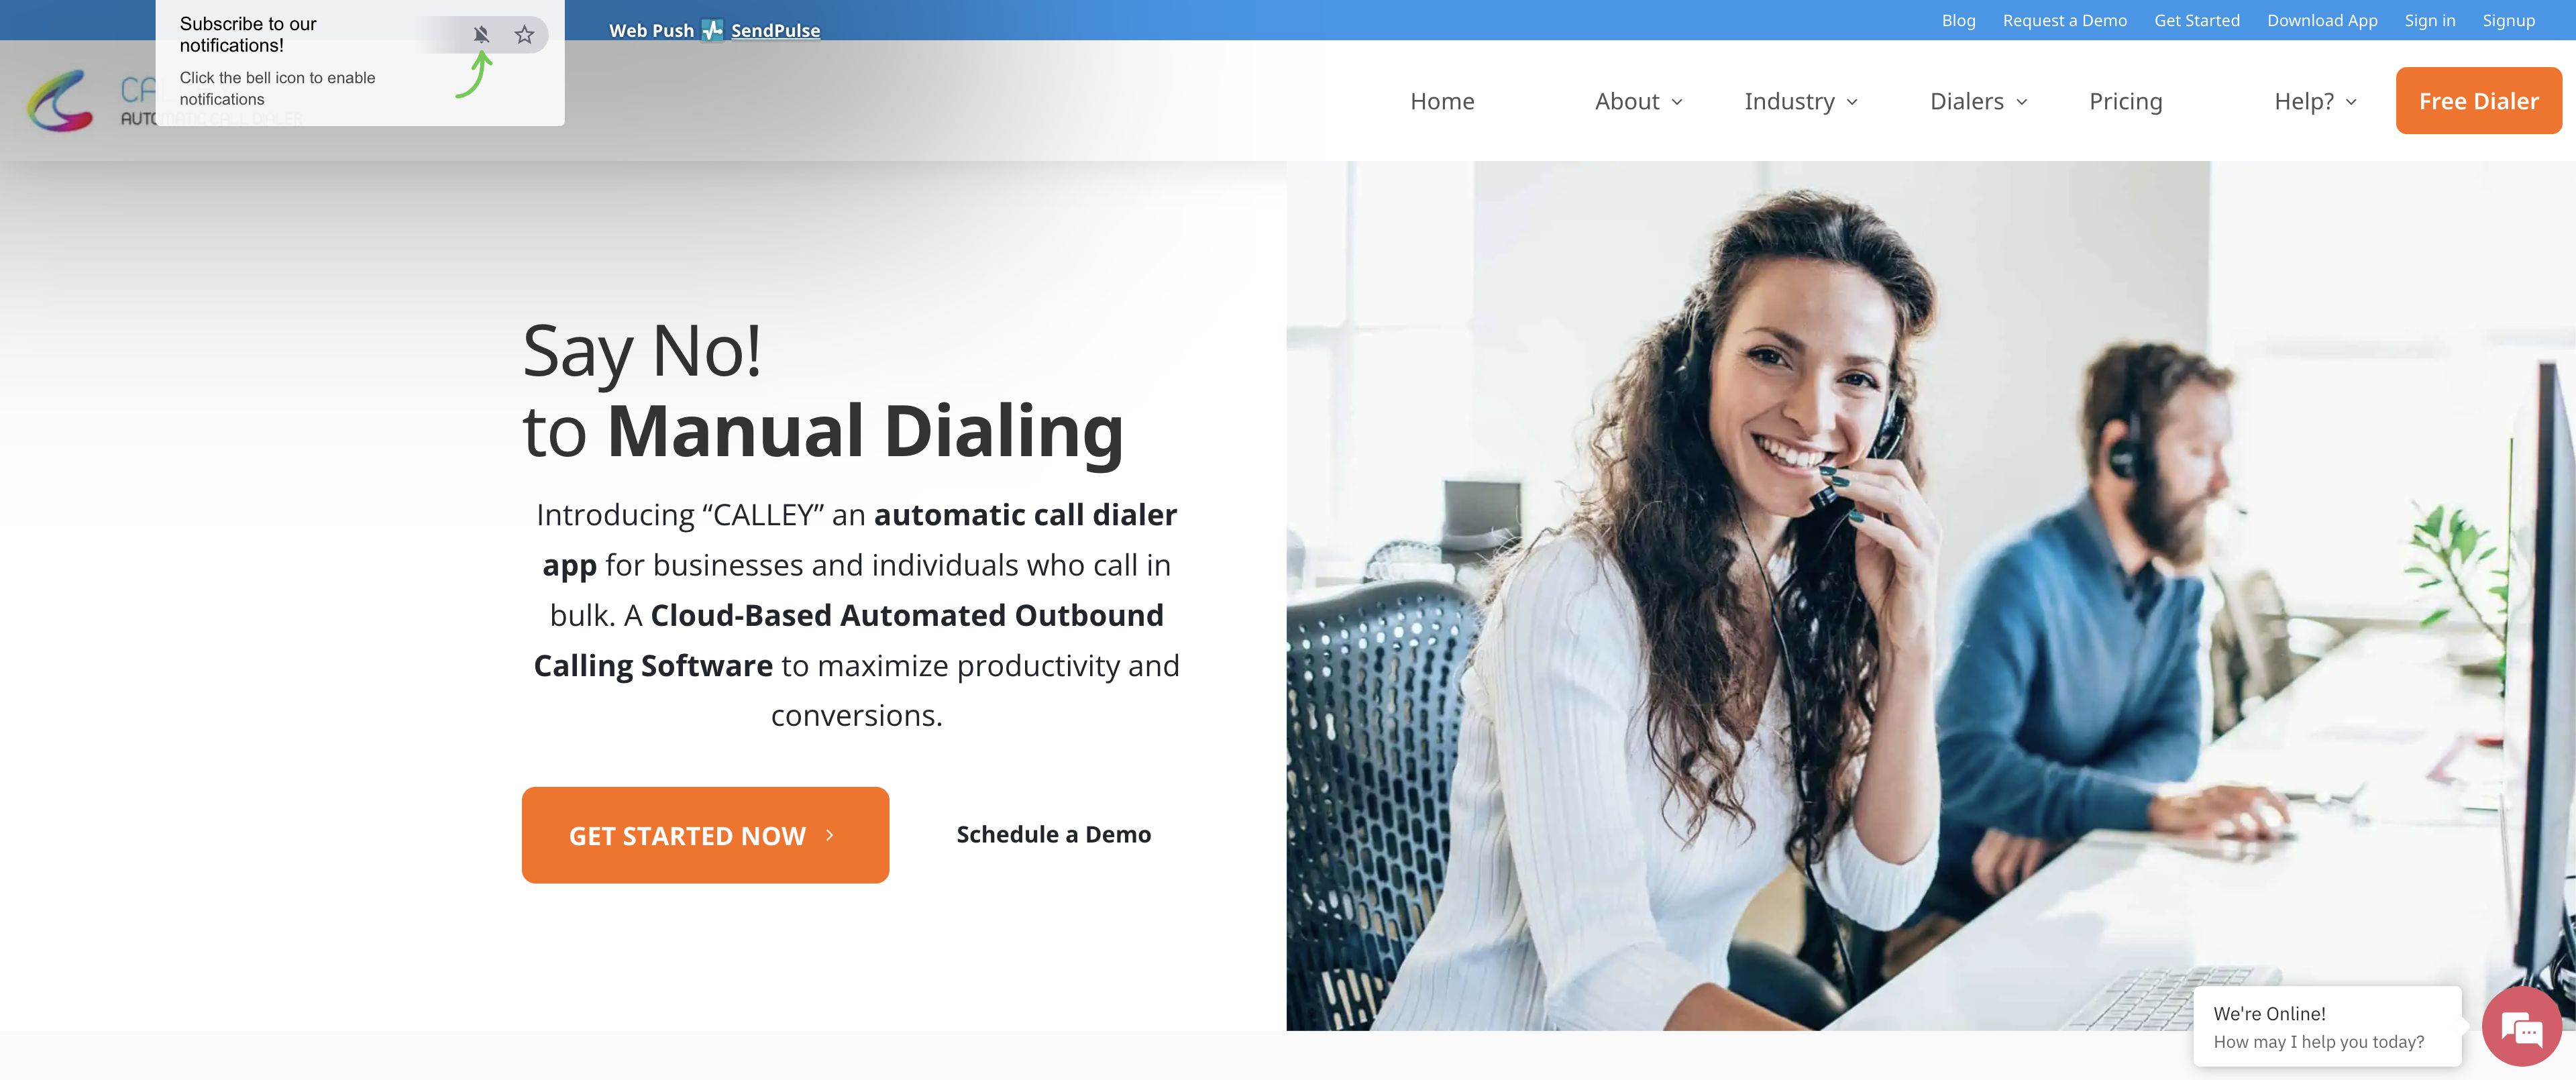 Subscribe to our
notifications!
Click the bell icon to enable
notifications
Web Push SendPulse
Blog Request a Demo Get Started Download App Sign in Signup
CA
AUTOMATIC CALL DIALER
Home About Industry Dialers Pricing Help? Free Dialer
Say No!
to Manual Dialing
Introducing “CALLEY” an automatic call dialer
app for businesses and individuals who call in
bulk. A Cloud-Based Automated Outbound
Calling Software to maximize productivity and
conversions.
GET STARTED NOW
Schedule a Demo
We're Online!
How may I help you today?